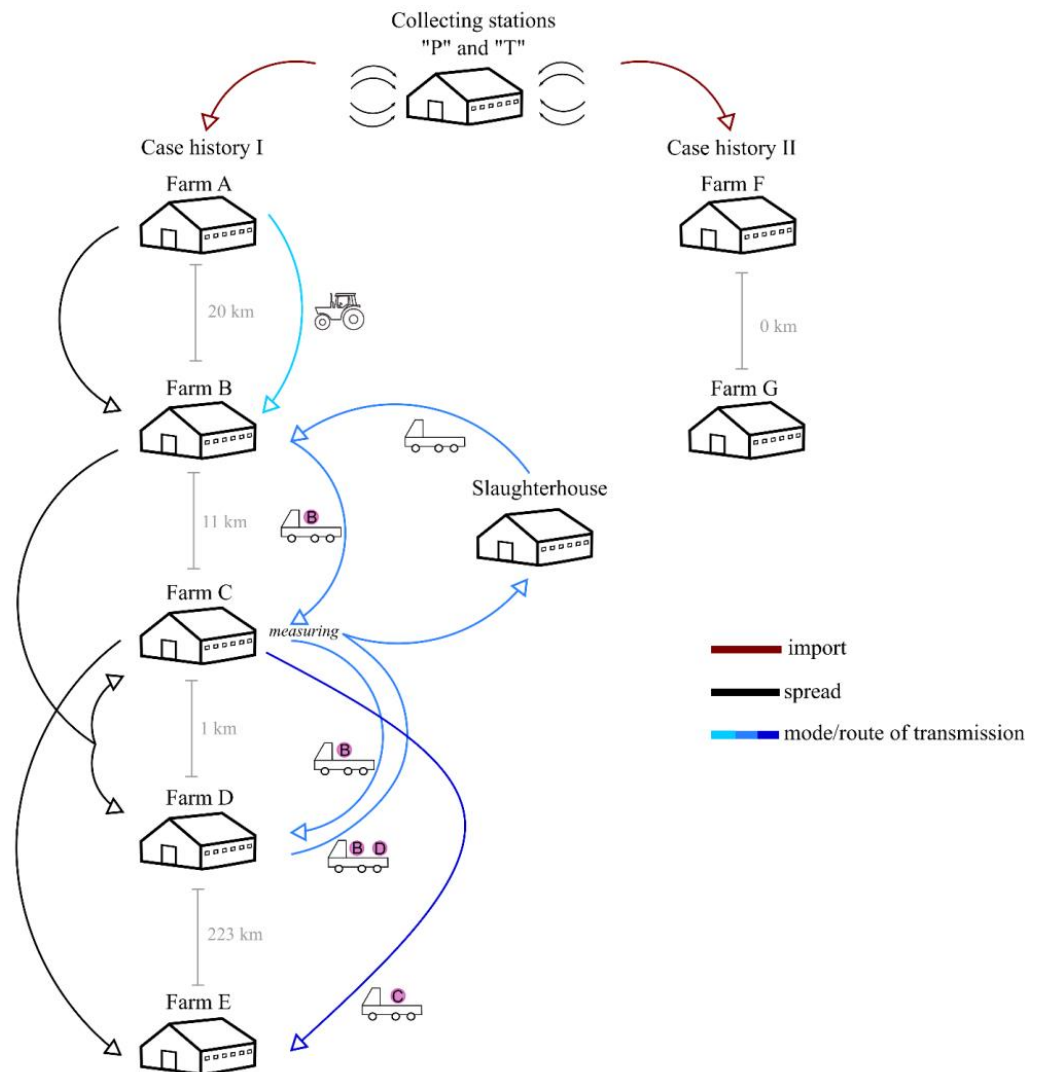 Collecting stations
"P" and "T"
Case history I
Case history II
Farm A
Farm F
20 km
0 km
Farm B
Farm G
Slaughterhouse
B
11 km
Farm C
measuring
import
spread
1 km
mode/route of transmission
B
Farm D
B D
223 km
C
Farm E